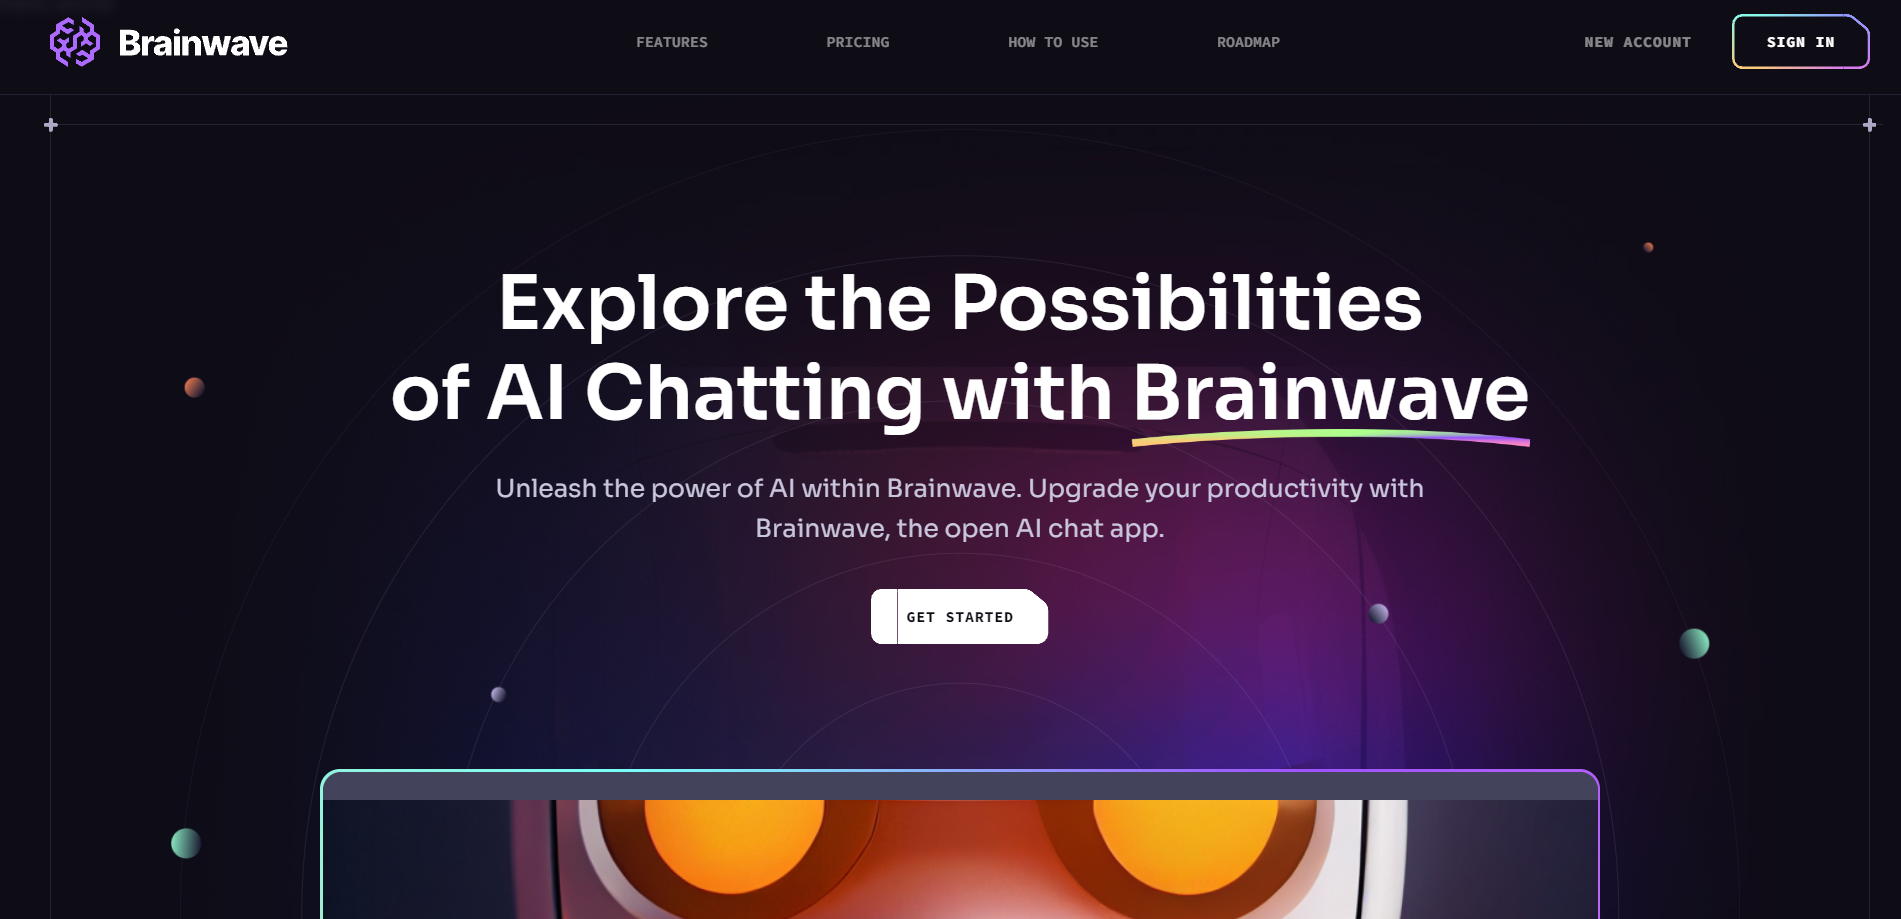 Brainwave
FEATURES
PRICING
HOW TO USE
ROADMAP
NEW ACCOUNT
SIGN IN
Explore the Possibilities
of AI Chatting with Brainwave
Unleash the power of AI within Brainwave. Upgrade your productivity with
Brainwave, the open AI chat app.
GET STARTED